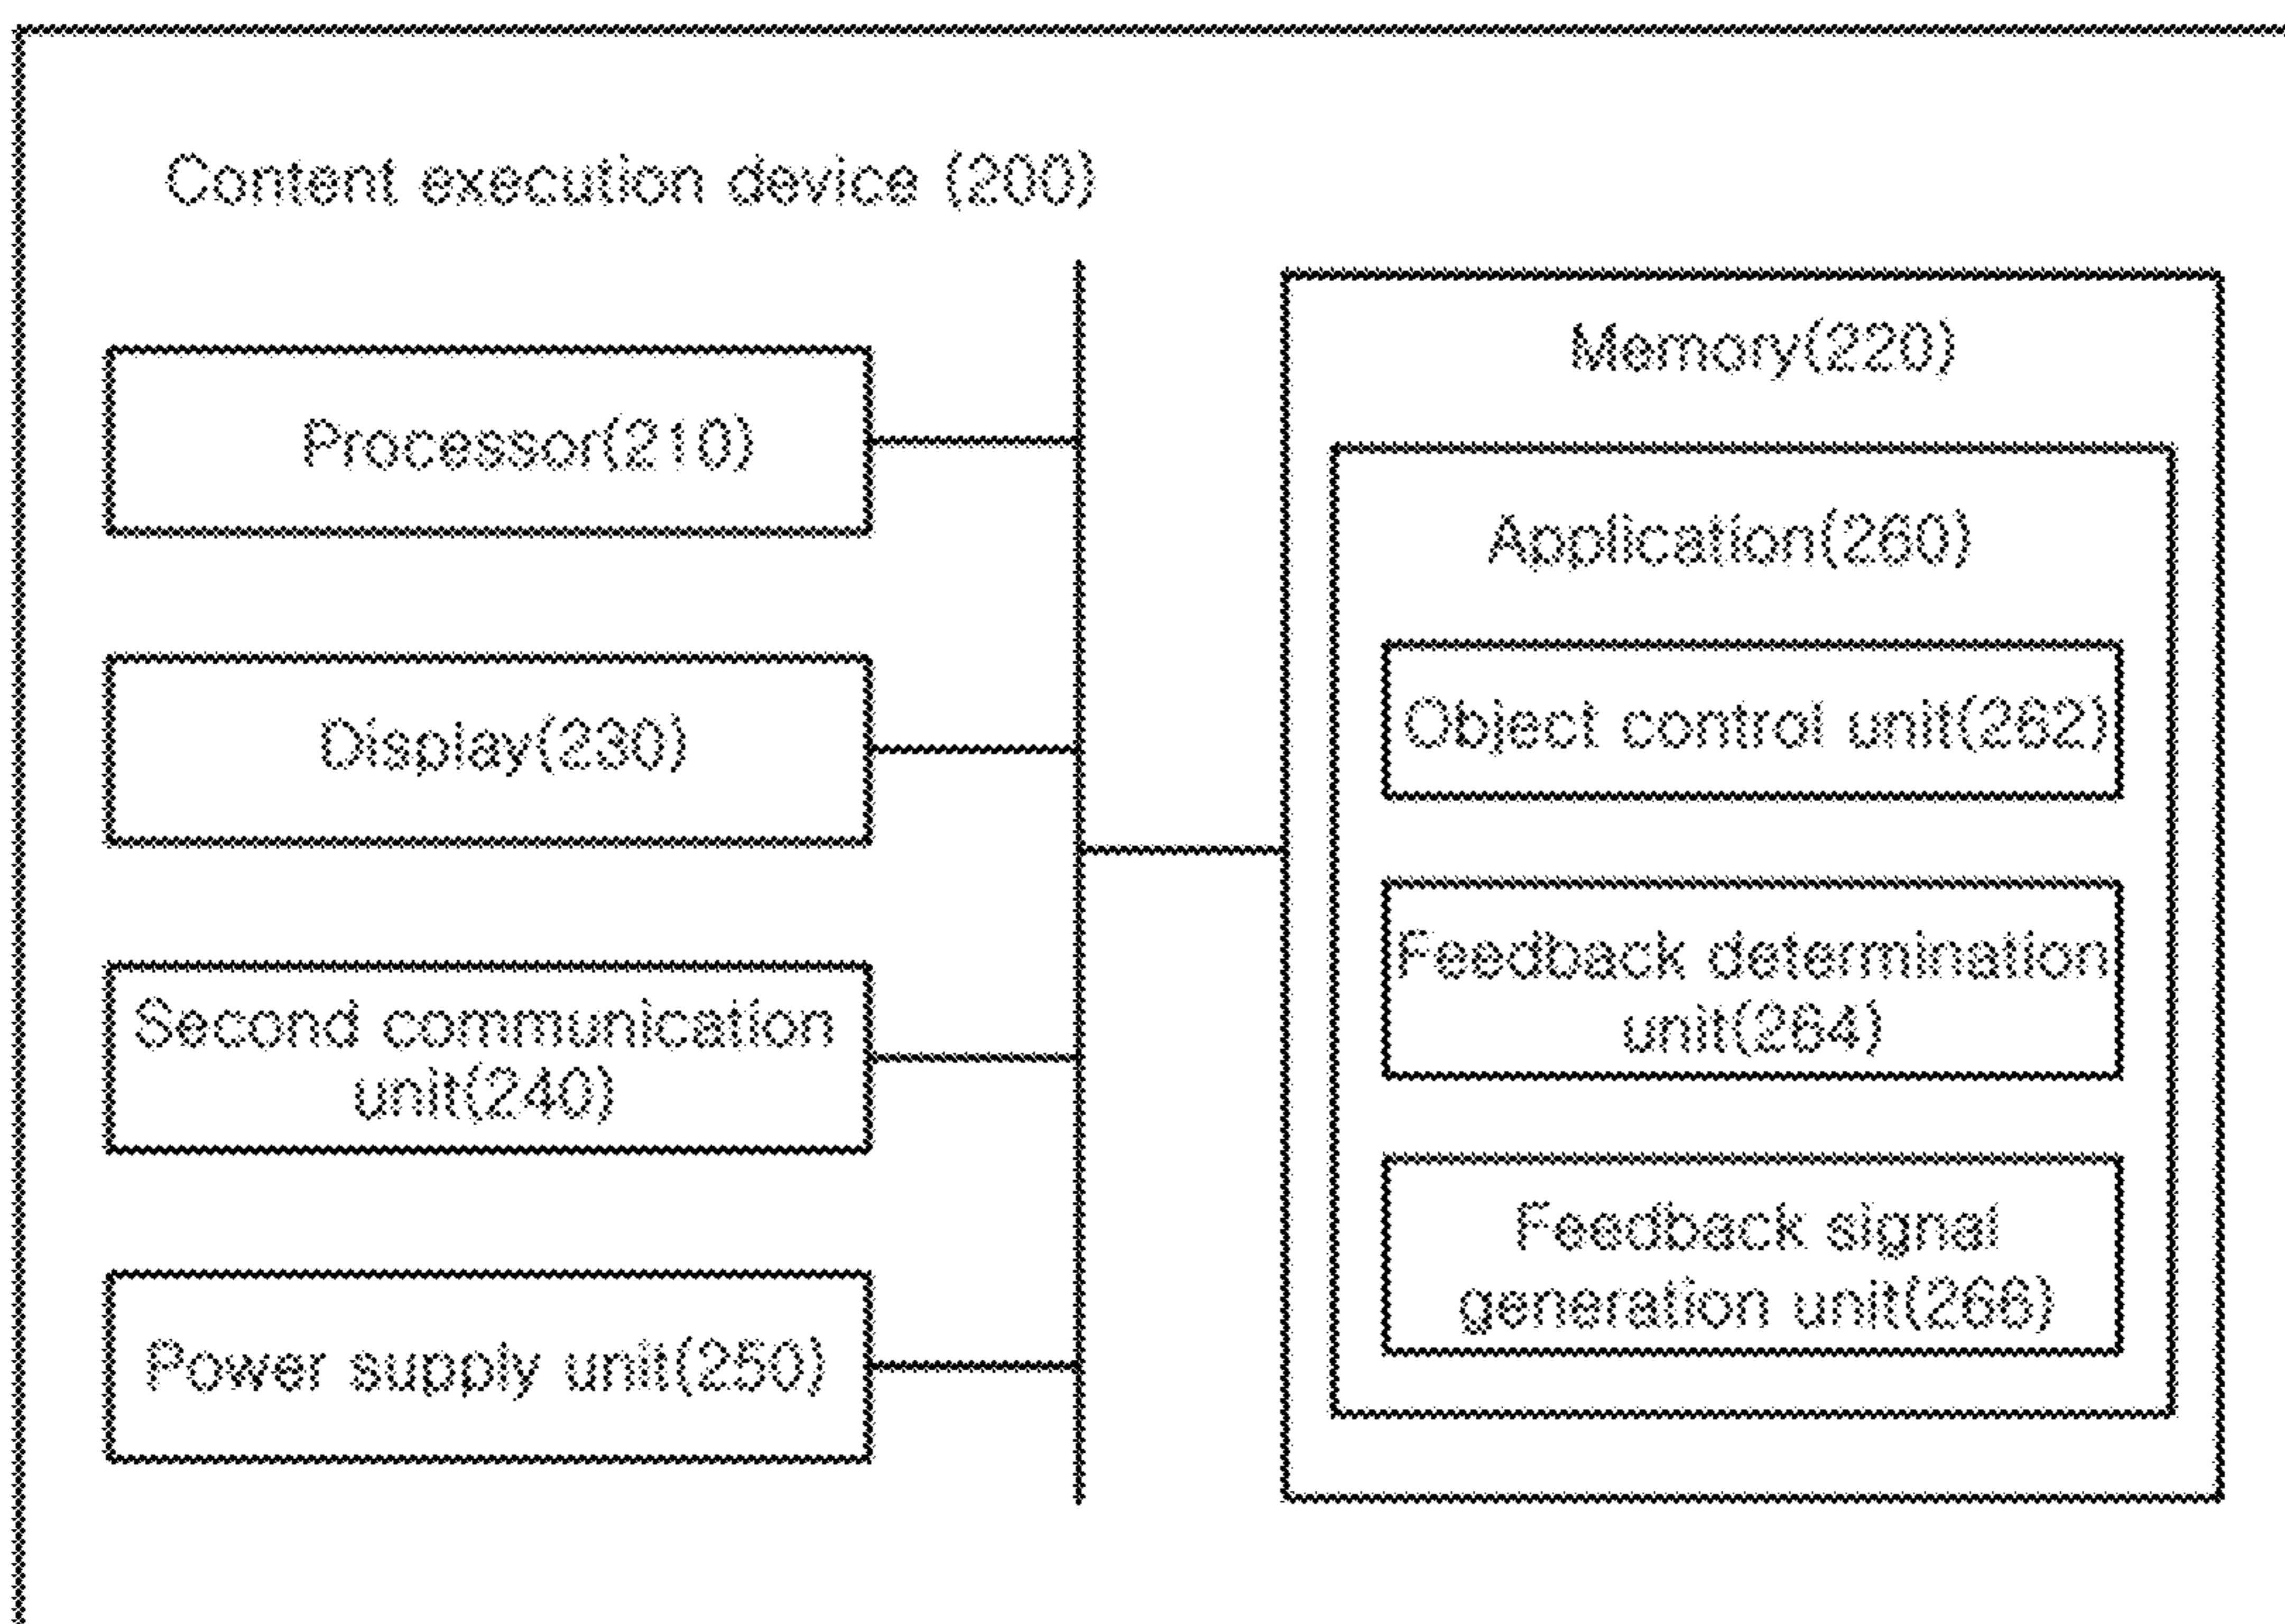 Content execution device (200)
Processor(210)
Display(230)
Second communication
unit(240)
Power supply unit(250)
Memory(220)
Application(260)
Object control unit(262)
Feedback determination
unit(264)
Feedback signal
generation unit(266)